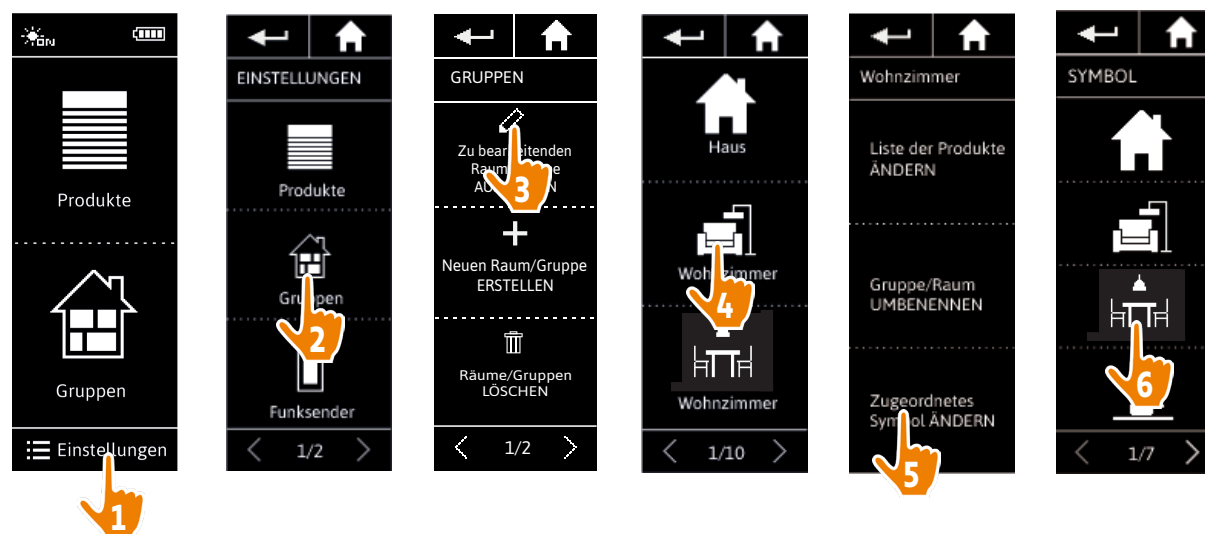 ON
Produkte
Gruppen
Einstellungen
1
EINSTELLUNGEN
Produkte
Gruppen
2
Funksender
1/2
GRUPPEN
Zu bearbeitenden
3
Neuen Raum/Gruppe
ERSTELLEN
Räume/Gruppen
LÖSCHEN
1/2
Haus
Wohnzimmer
4
Wohnzimmer
1/10
Wohnzimmer
Liste der Produkte
ÄNDERN
Gruppe/Raum
UMBENENNEN
Zugeordnetes
Symbol ÄNDERN
5
SYMBOL
6
1/7